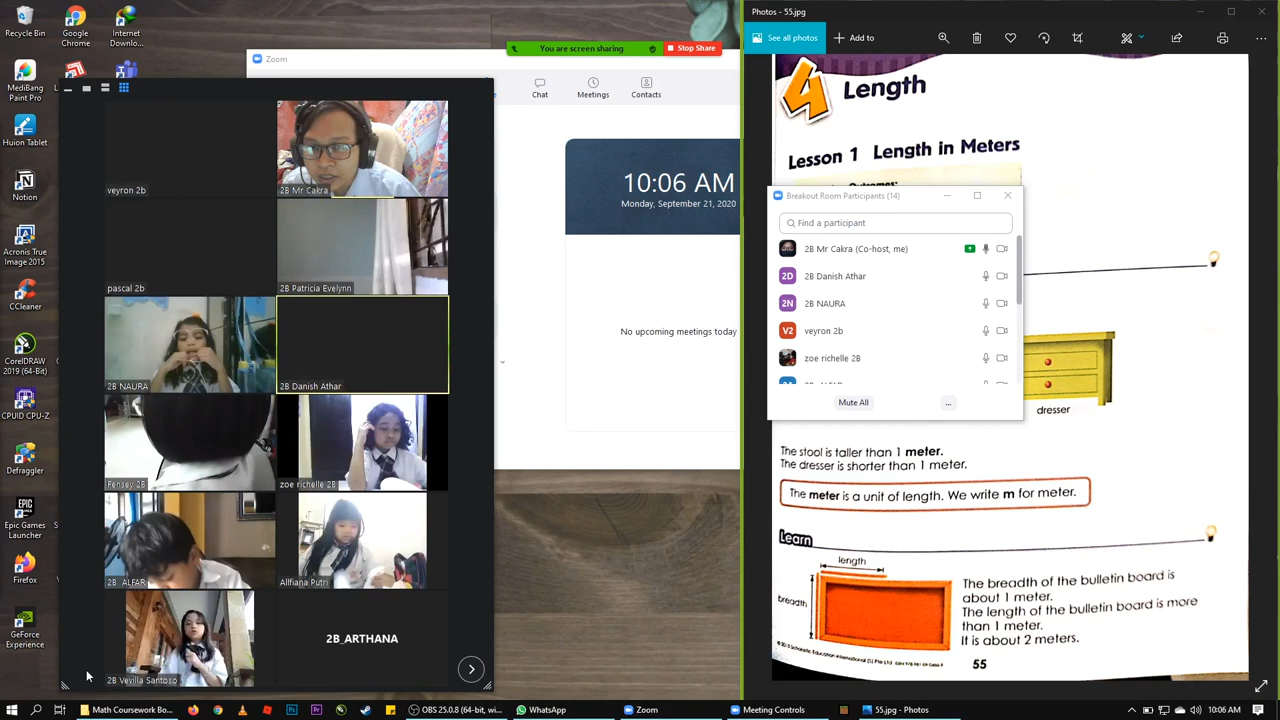 Recycle Bin
Google Chrome
Internet Downlo...
MediBang Paint Pro
Huion Tablet
Notion
Acronis True Image 2015
CCleaner
CorelDRAW 2019 (64-Bit)
CPUID CPU-Z
Defraggler
Epic Games Launcher
EPIC GAMES
Firefox
GeForce Experience
Zoom
You are screen sharing
Stop Share
Chat
Meetings
Contacts
10:06 AM
Monday, September 21, 2020
No upcoming meetings today
veyron 2b
2B Mr Cakra
pascal 2b
2B Patricia Evelynn
2B NAURA
2B Danish Athar
Fensey 2B
zoe richelle 2B
2B_ALFAR
Allfiana Putri
2B Vevilla Santoso
2B_ARTHANA
Photos - 55.jpg
See all photos
Add to
4
Length
Lesson 1 Length in Meters
Outcomes:
Breakout Room Participants (14)
Find a participant
2B Mr Cakra (Co-host, me)
2D 2B Danish Athar
2N 2B NAURA
V2 veyron 2b
zoe richelle 2B
Mute All
...
dresser
The stool is taller than 1 meter.
The dresser is shorter than 1 meter.
The meter is a unit of length. We write m for meter.
Learn
length
breadth
The breadth of the bulletin board is
about 1 meter.
The length of the bulletin board is more
than 1 meter.
It is about 2 meters.
55
Math Coursework Bo...
OBS 25.0.8 (64-bit, wi...
WhatsApp
Zoom
Meeting Controls
55.jpg - Photos
10:06 AM